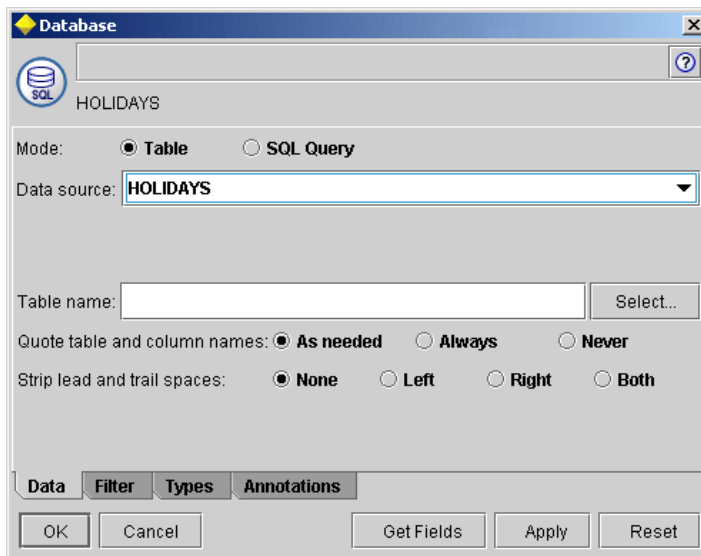 Database
SQL
HOLIDAYS
Mode: Table SQL Query
Data source: HOLIDAYS
Table name: Select...
Quote table and column names: As needed Always Never
Strip lead and trail spaces: None Left Right Both
Data Filter Types Annotations
OK Cancel Get Fields Apply Reset